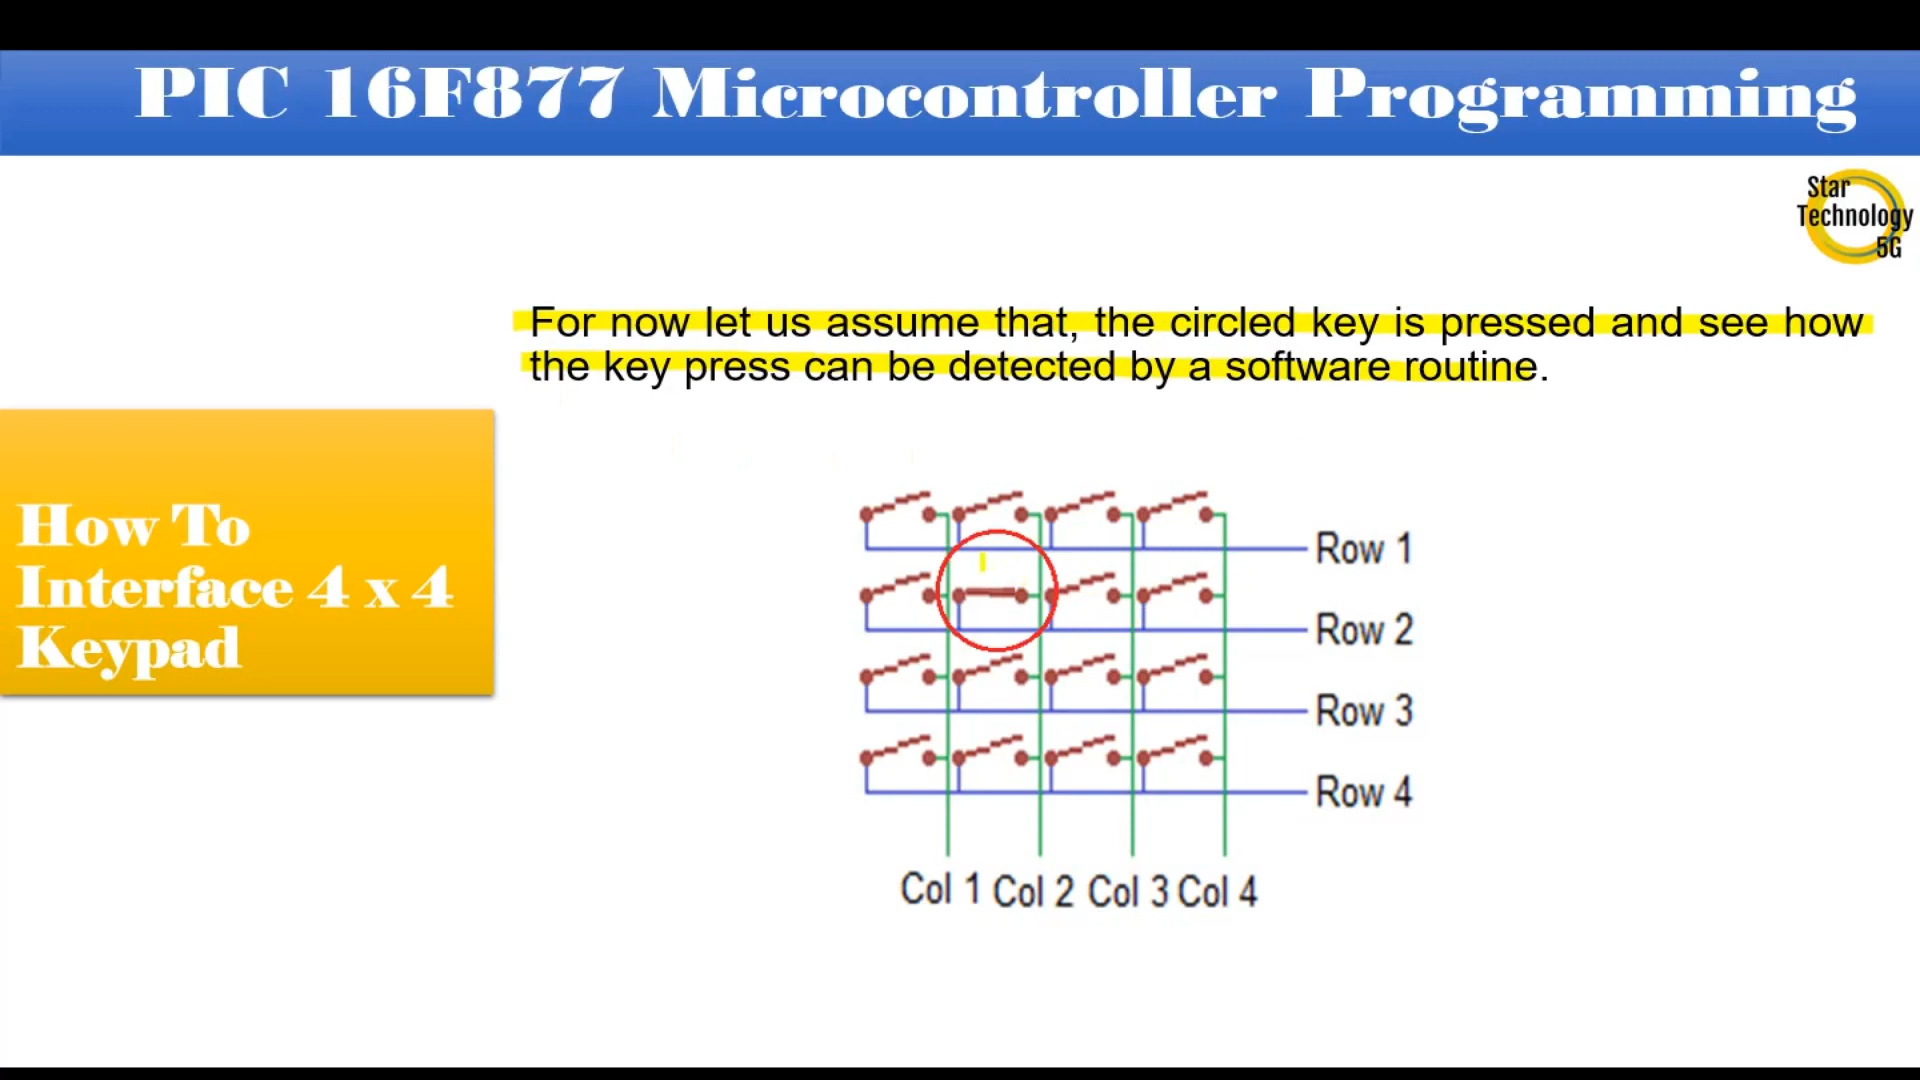 PIC 16F877 Microcontroller Programming
Star
Technology
5G
For now let us assume that, the circled key is pressed and see how
the key press can be detected by a software routine.
How To
Interface 4 x 4
Keypad
Row 1
Row 2
Row 3
Row 4
Col 1 Col 2 Col 3 Col 4